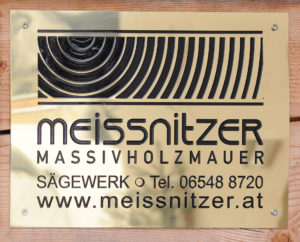 meissnitzer
MASSIVHOLZMAUER
SÄGEWERK Tel. 06548 8720
www.meissnitzer.at